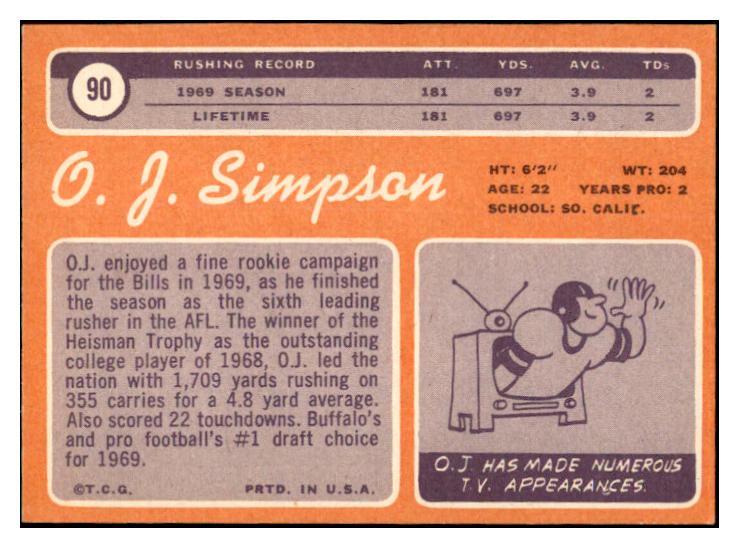 90
RUSHING RECORD ATT. YDS. AVG. TDs
1969 SEASON 181 697 3.9 2
LIFETIME 181 697 3.9 2
O. J. Simpson
HT: 6'2" WT: 204
AGE: 22 YEARS PRO: 2
SCHOOL: SO. CALIF.
O.J. enjoyed a fine rookie campaign
for the Bills in 1969, as he finished
the season as the sixth leading
rusher in the AFL. The winner of the
Heisman Trophy as the outstanding
college player of 1968, O.J. led the
nation with 1,709 yards rushing on
355 carries for a 4.8 yard average.
Also scored 22 touchdowns. Buffalo's
and pro football's #1 draft choice
for 1969.
©T.C.G. PRTD. IN U.S.A.
O.J. HAS MADE NUMEROUS
T.V. APPEARANCES.